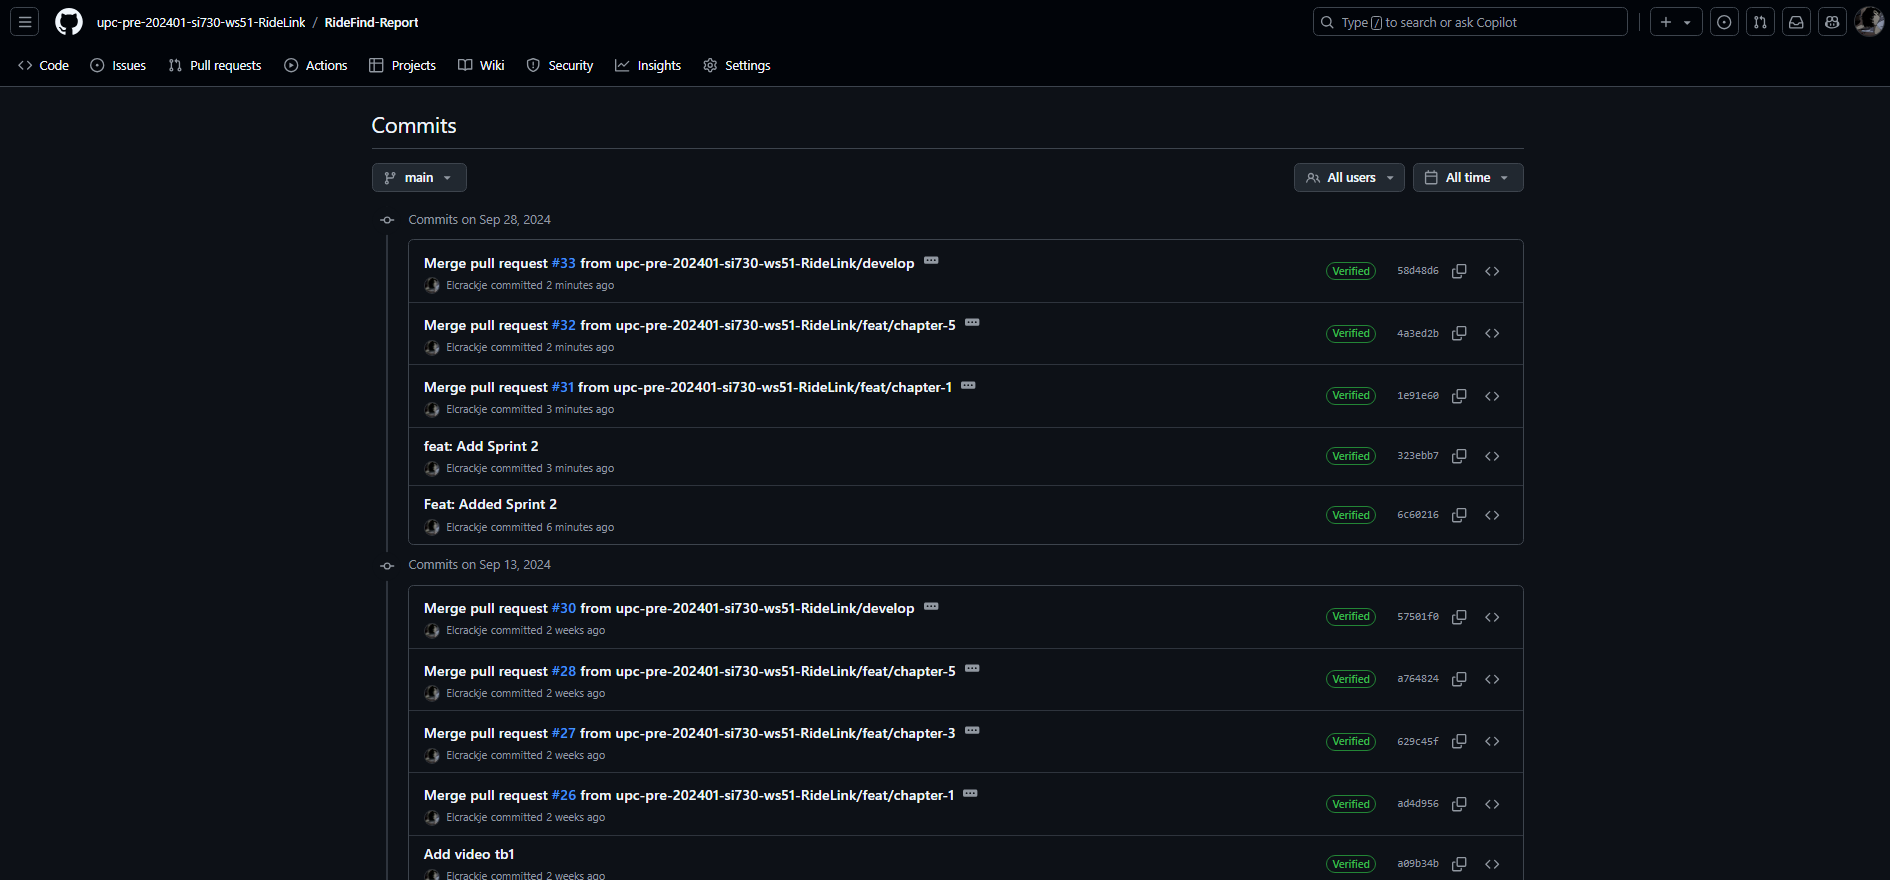 upc-pre-202401-si730-ws51-RideLink / RideFind-Report
Type / to search or ask Copilot
Code Issues Pull requests Actions Projects Wiki Security Insights Settings
Commits
main All users All time
Commits on Sep 28, 2024
Merge pull request #33 from upc-pre-202401-si730-ws51-RideLink/develop
Elcrackje committed 2 minutes ago
Verified 58d48d6
Merge pull request #32 from upc-pre-202401-si730-ws51-RideLink/feat/chapter-5
Elcrackje committed 2 minutes ago
Verified 4a3ed2b
Merge pull request #31 from upc-pre-202401-si730-ws51-RideLink/feat/chapter-1
Elcrackje committed 3 minutes ago
Verified 1e91e60
feat: Add Sprint 2
Elcrackje committed 3 minutes ago
Verified 323ebb7
Feat: Added Sprint 2
Elcrackje committed 6 minutes ago
Verified 6c60216
Commits on Sep 13, 2024
Merge pull request #30 from upc-pre-202401-si730-ws51-RideLink/develop
Elcrackje committed 2 weeks ago
Verified 57501f0
Merge pull request #28 from upc-pre-202401-si730-ws51-RideLink/feat/chapter-5
Elcrackje committed 2 weeks ago
Verified a764824
Merge pull request #27 from upc-pre-202401-si730-ws51-RideLink/feat/chapter-3
Elcrackje committed 2 weeks ago
Verified 629c45f
Merge pull request #26 from upc-pre-202401-si730-ws51-RideLink/feat/chapter-1
Elcrackje committed 2 weeks ago
Verified ad4d956
Add video tb1
Elcrackje committed 2 weeks ago
Verified a09b34b